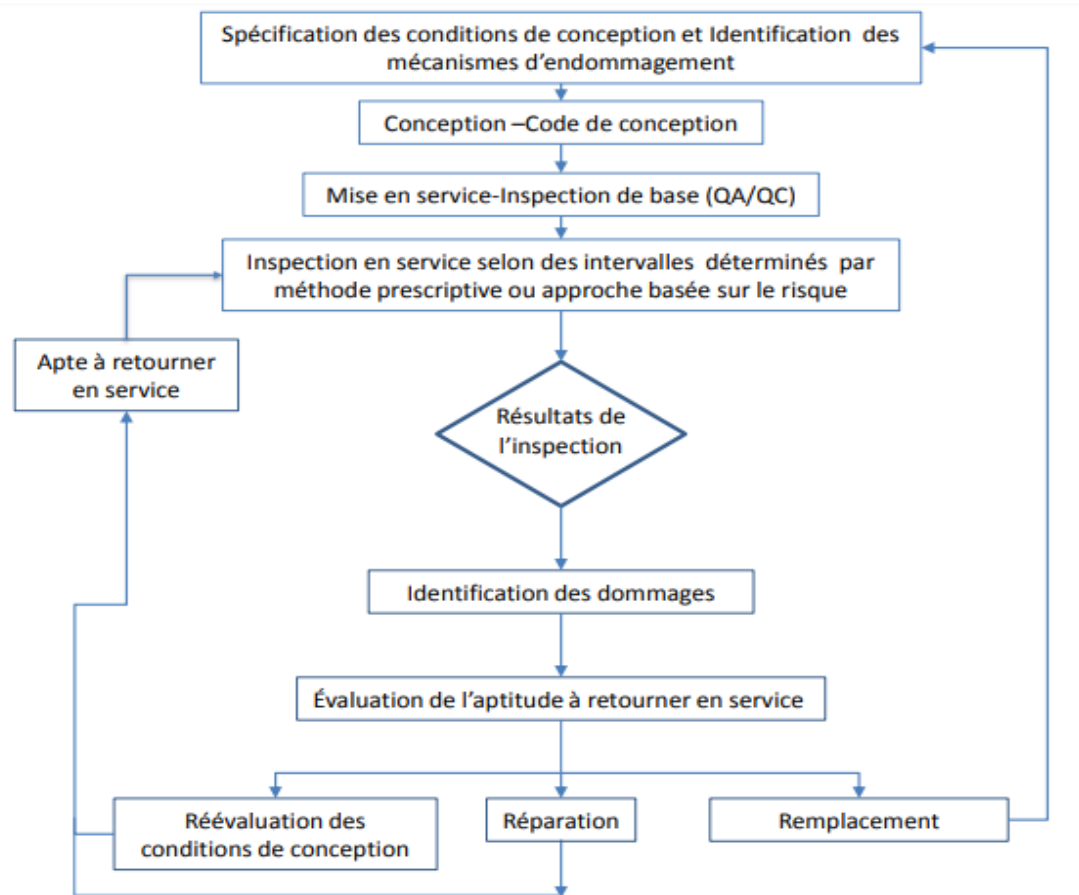 Spécification des conditions de conception et Identification des
mécanismes d'endommagement
Conception –Code de conception
Mise en service-Inspection de base (QA/QC)
Inspection en service selon des intervalles déterminés par
méthode prescriptive ou approche basée sur le risque
Apte à retourner
en service
Résultats de
l'inspection
Identification des dommages
Évaluation de l'aptitude à retourner en service
Réévaluation des
conditions de conception
Réparation
Remplacement